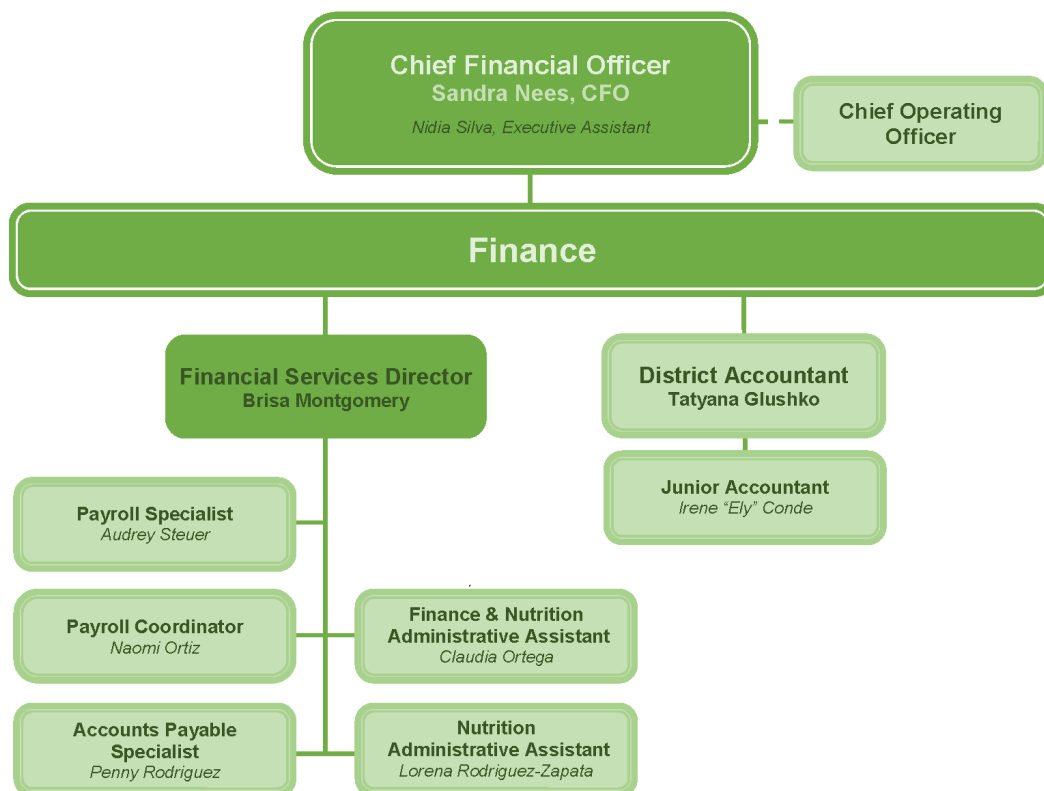 Chief Financial Officer
Sandra Nees, CFO
Nidia Silva, Executive Assistant
Chief Operating
Officer
Finance
Financial Services Director
Brisa Montgomery
District Accountant
Tatyana Glushko
Junior Accountant
Irene “Ely” Conde
Payroll Specialist
Audrey Steuer
Payroll Coordinator
Naomi Ortiz
Finance & Nutrition
Administrative Assistant
Claudia Ortega
Accounts Payable
Specialist
Penny Rodriguez
Nutrition
Administrative Assistant
Lorena Rodriguez-Zapata